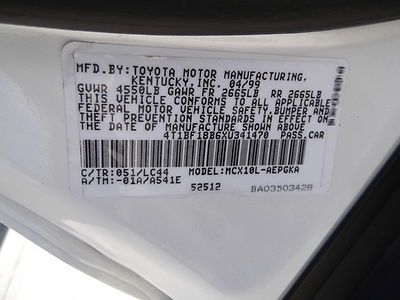 MFD.BY:TOYOTA MOTOR MANUFACTURING,
KENTUCKY,INC. 04/99
GVWR 4550LB GAWR FR 2665LB RR 2665LB
THIS VEHICLE CONFORMS TO ALL APPLICABLE
FEDERAL MOTOR VEHICLE SAFETY,BUMPER AND
THEFT PREVENTION STANDARDS IN EFFECT ON
THE DATE OF MANUFACTURE SHOWN ABOVE.
4T1BF18B6XU341470 PASS.CAR
C/TR:051/LC44 MODEL:MCX10L-AEPGKA
A/TM:-01A/A541E
52512 BA03503428